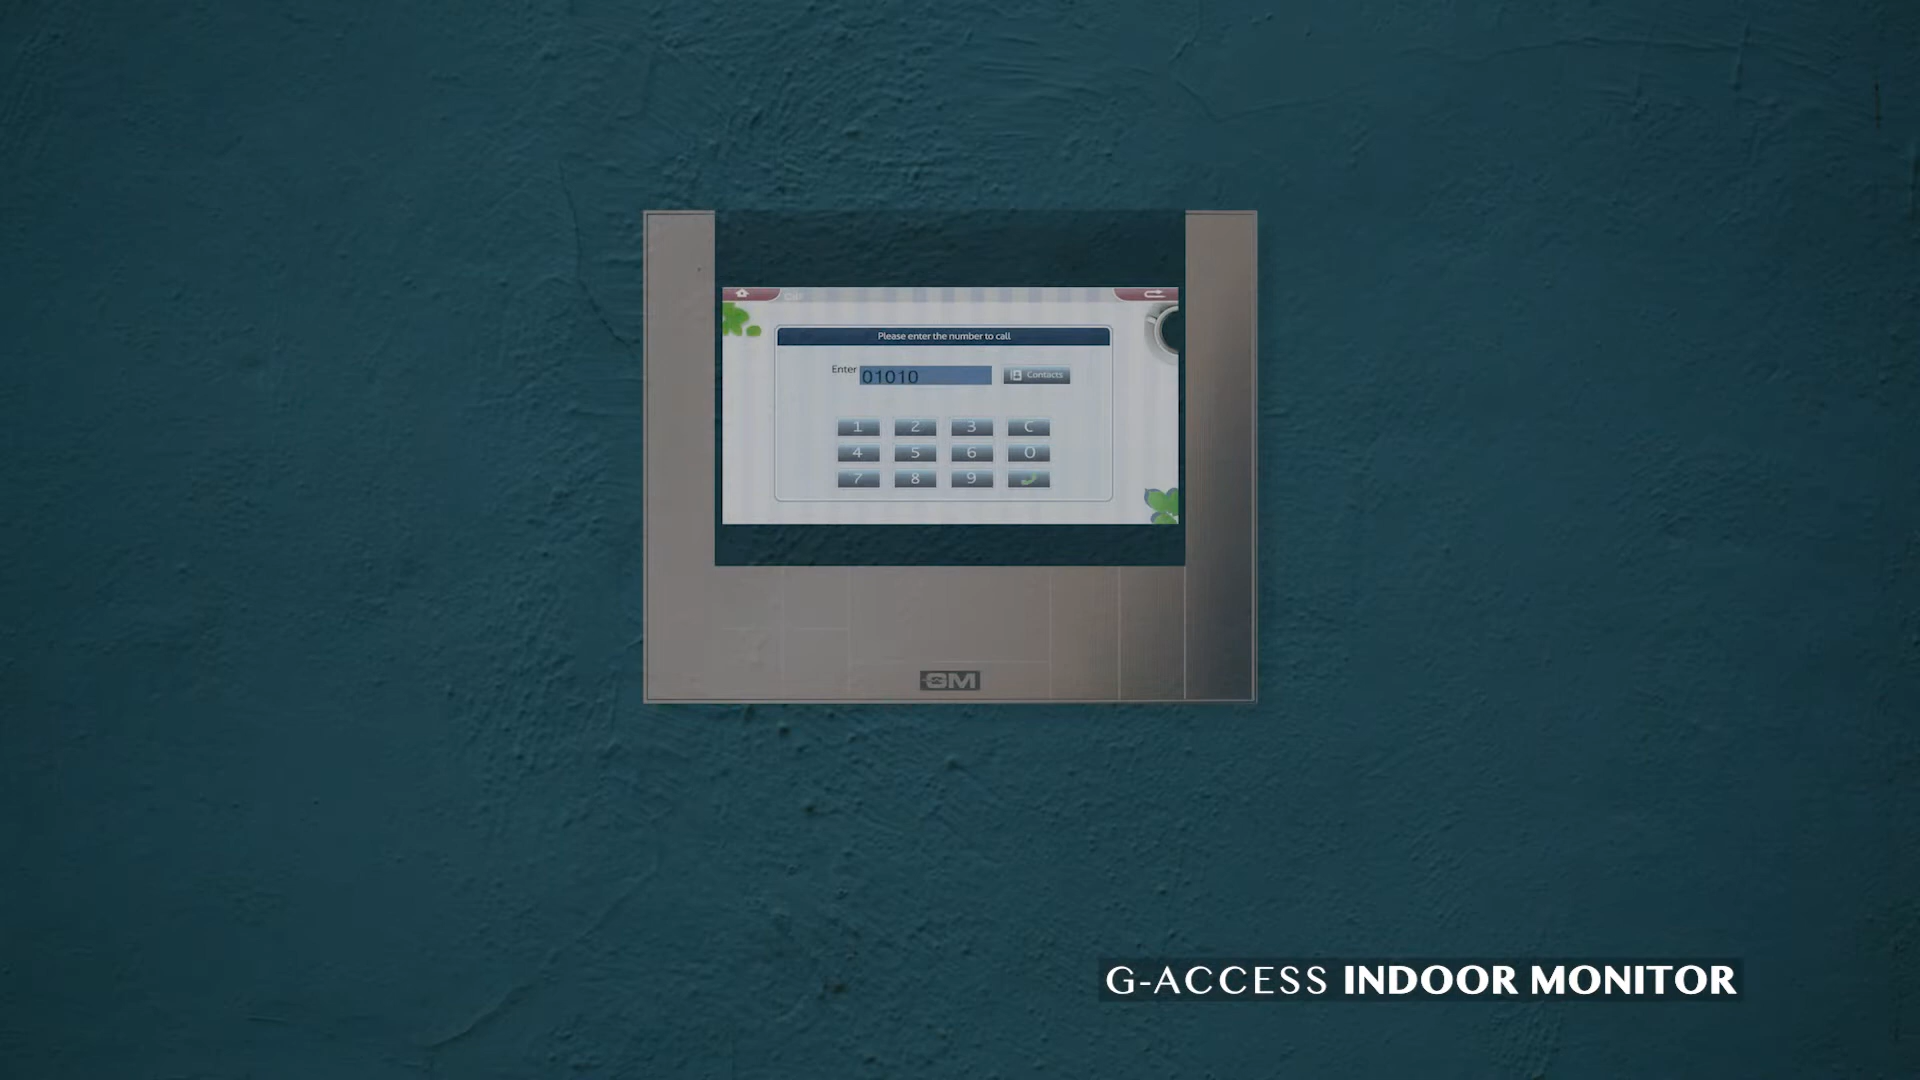 Please enter the number to call
Enter 01010 Contacts
1 2 3 C
4 5 6 0
7 8 9
GM
G-ACCESS INDOOR MONITOR